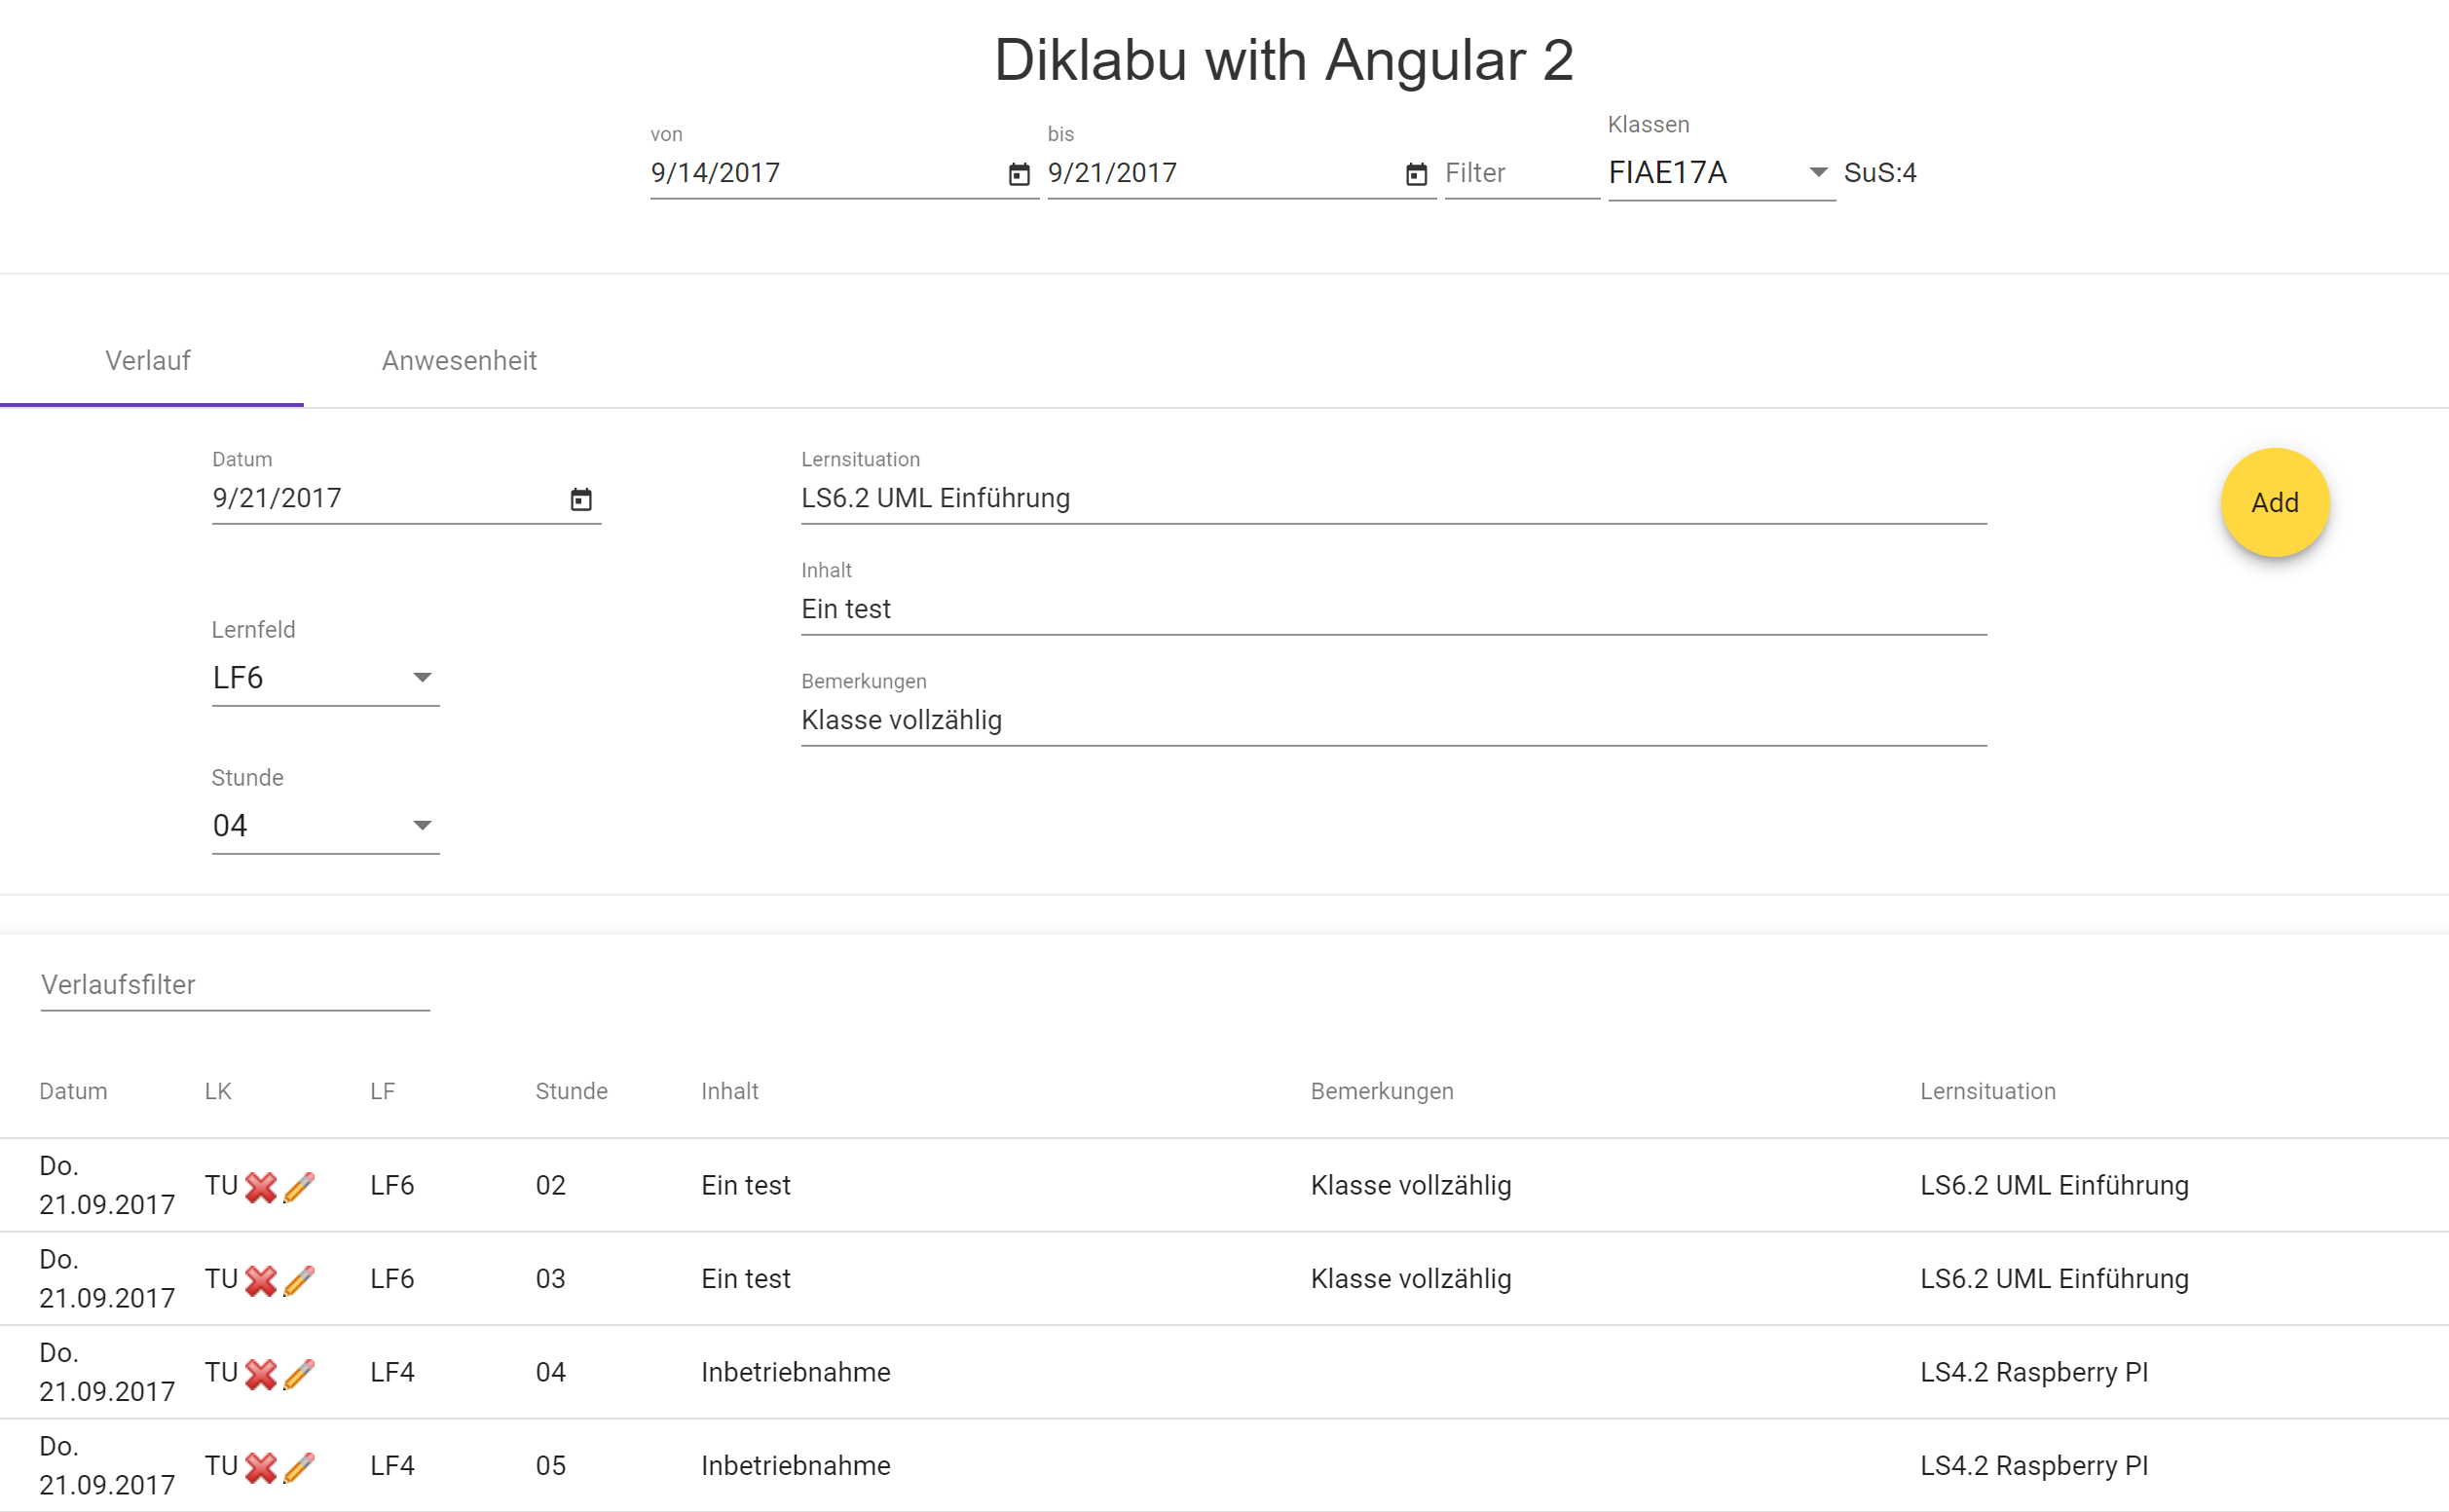 Diklabu with Angular 2
von bis Klassen
9/14/2017 9/21/2017 Filter FIAE17A SuS:4
Verlauf Anwesenheit
Datum Lernsituation
9/21/2017 LS6.2 UML Einführung Add
Inhalt
Ein test
Lernfeld
LF6
Bemerkungen
Klasse vollzählig
Stunde
04
Verlaufsfilter
Datum LK LF Stunde Inhalt Bemerkungen Lernsituation
Do.
21.09.2017 TU LF6 02 Ein test Klasse vollzählig LS6.2 UML Einführung
Do.
21.09.2017 TU LF6 03 Ein test Klasse vollzählig LS6.2 UML Einführung
Do.
21.09.2017 TU LF4 04 Inbetriebnahme LS4.2 Raspberry PI
Do.
21.09.2017 TU LF4 05 Inbetriebnahme LS4.2 Raspberry PI